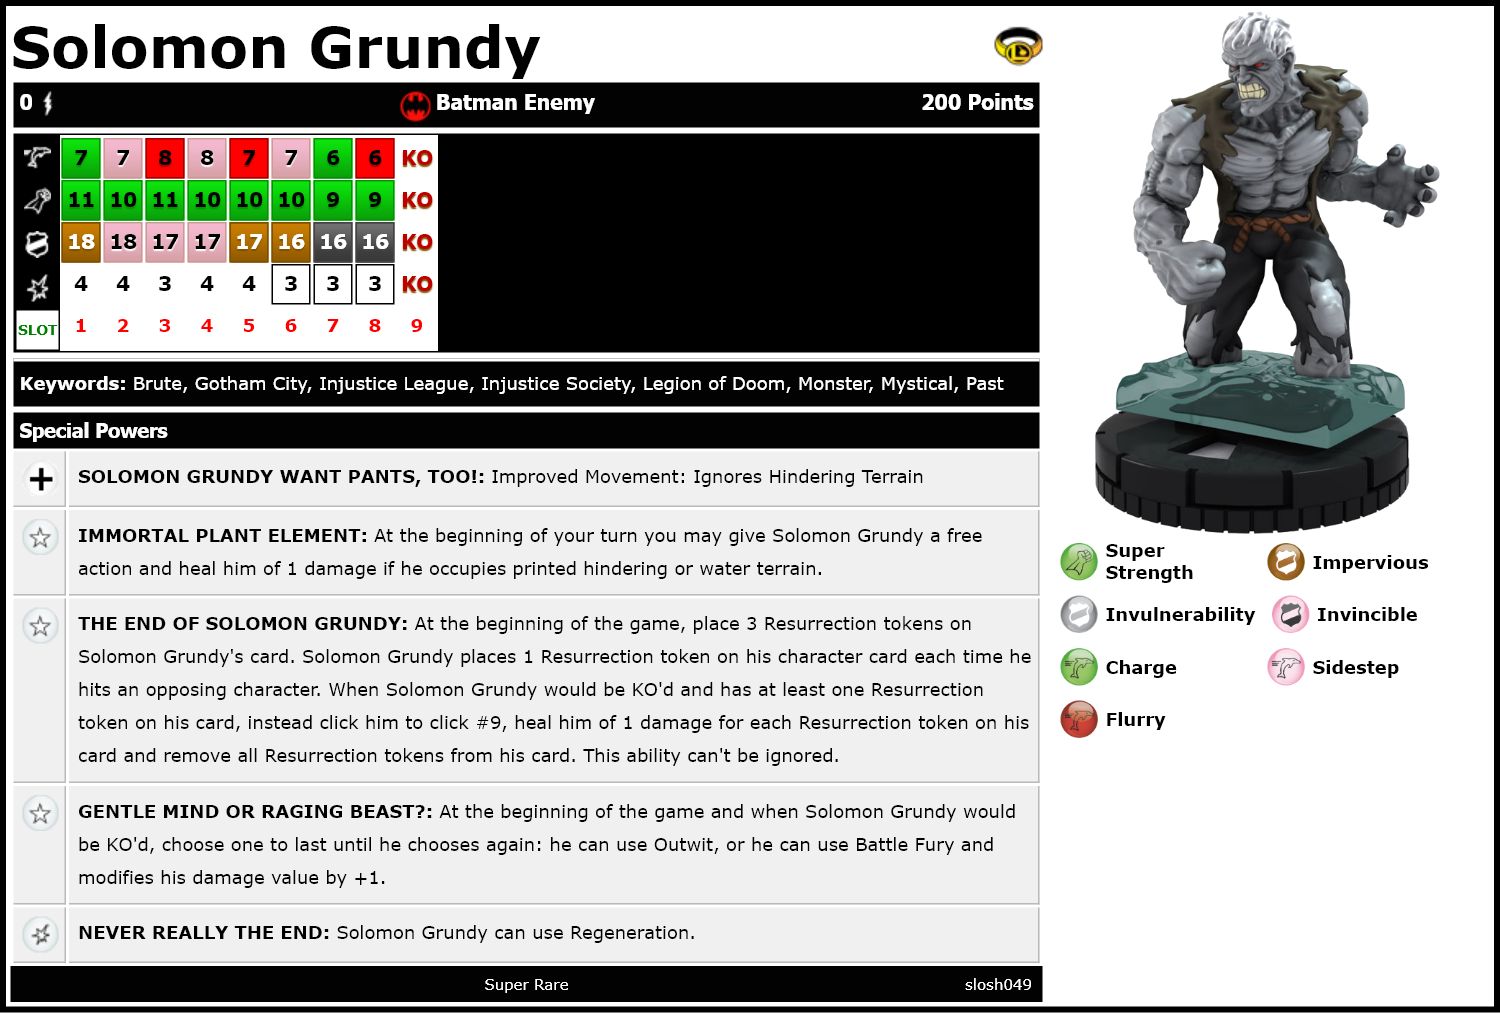 Solomon Grundy
0 Batman Enemy 200 Points
7 7 8 8 7 7 6 6 KO
11 10 11 10 10 10 9 9 KO
18 18 17 17 17 16 16 16 KO
4 4 3 4 4 3 3 3 KO
SLOT 1 2 3 4 5 6 7 8 9
Keywords: Brute, Gotham City, Injustice League, Injustice Society, Legion of Doom, Monster, Mystical, Past
Special Powers
SOLOMON GRUNDY WANT PANTS, TOO!: Improved Movement: Ignores Hindering Terrain
IMMORTAL PLANT ELEMENT: At the beginning of your turn you may give Solomon Grundy a free
action and heal him of 1 damage if he occupies printed hindering or water terrain.
THE END OF SOLOMON GRUNDY: At the beginning of the game, place 3 Resurrection tokens on
Solomon Grundy's card. Solomon Grundy places 1 Resurrection token on his character card each time he
hits an opposing character. When Solomon Grundy would be KO'd and has at least one Resurrection
token on his card, instead click him to click #9, heal him of 1 damage for each Resurrection token on his
card and remove all Resurrection tokens from his card. This ability can't be ignored.
GENTLE MIND OR RAGING BEAST?: At the beginning of the game and when Solomon Grundy would
be KO'd, choose one to last until he chooses again: he can use Outwit, or he can use Battle Fury and
modifies his damage value by +1.
NEVER REALLY THE END: Solomon Grundy can use Regeneration.
Super Rare slosh049
Super
Strength
Impervious
Invulnerability
Invincible
Charge
Sidestep
Flurry